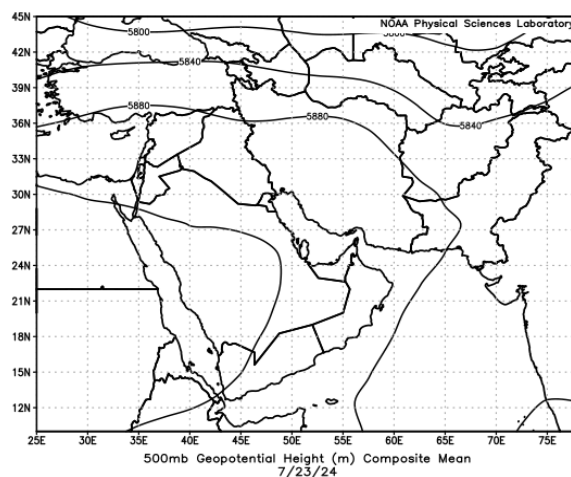 NOAA Physical Sciences Laboratory
45N
42N
39N
36N
33N
30N
27N
24N
21N
18N
15N
12N
5800
5840
5880
5880
5840
25E 30E 35E 40E 45E 50E 55E 60E 65E 70E 75E
500mb Geopotential Height (m) Composite Mean
7/23/24